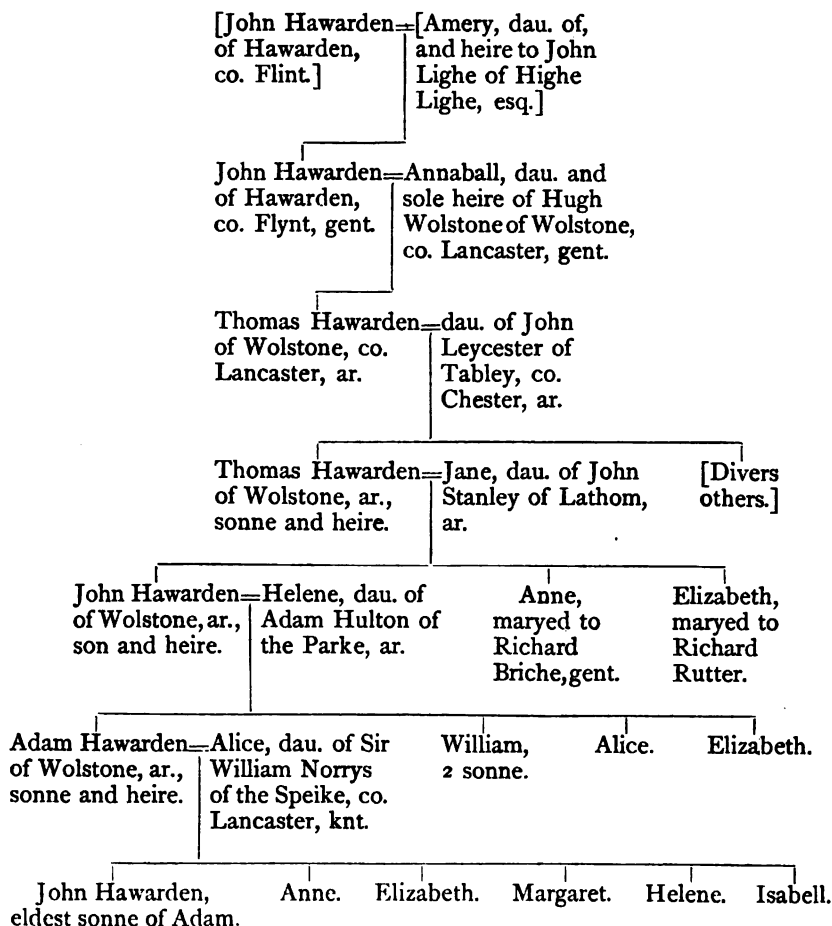 [John Hawarden=[Amery, dau. of,
of Hawarden, and heire to John
co. Flint.] Lighe of Highe
Lighe, esq.]
John Hawarden=Annaball, dau. and
of Hawarden, sole heire of Hugh
co. Flynt, gent. Wolstone of Wolstone,
co. Lancaster, gent.
Thomas Hawarden=dau. of John
of Wolstone, co. Leycester of
Lancaster, ar. Tabley, co.
Chester, ar.
Thomas Hawarden=Jane, dau. of John [Divers
of Wolstone, ar., Stanley of Lathom, others.]
sonne and heire. ar.
John Hawarden=Helene, dau. of Anne, Elizabeth,
of Wolstone, ar., Adam Hulton of maryed to maryed to
son and heire. the Parke, ar. Richard Richard
Briche, gent. Rutter.
Adam Hawarden=Alice, dau. of Sir William, Alice. Elizabeth.
of Wolstone, ar., William Norrys 2 sonne.
sonne and heire. of the Speike, co.
Lancaster, knt.
John Hawarden, Anne. Elizabeth. Margaret. Helene. Isabell.
eldest sonne of Adam.